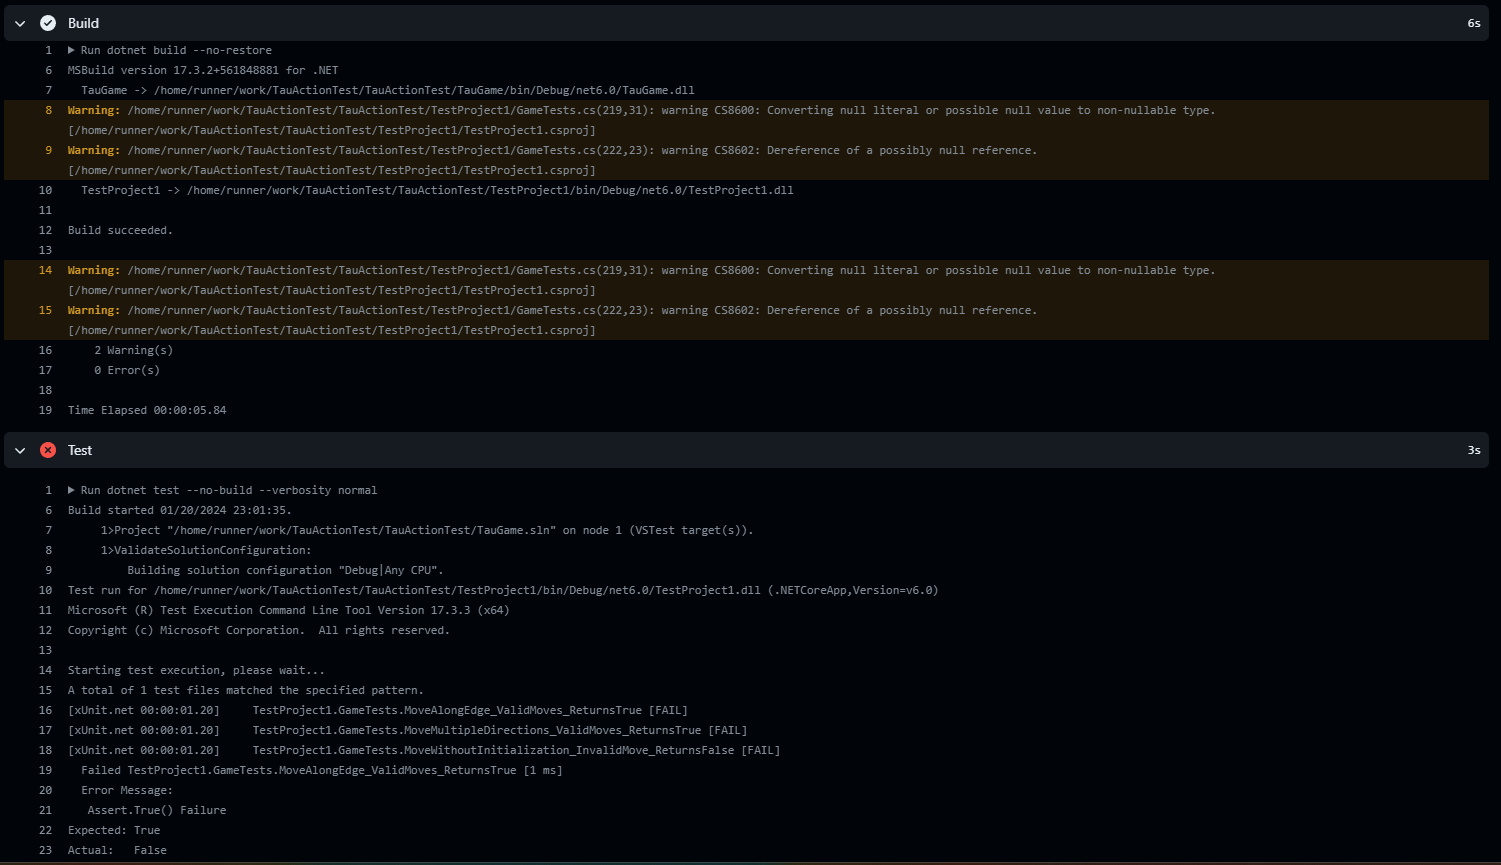 Build 6s
1 Run dotnet build --no-restore
6 MSBuild version 17.3.2+561848881 for .NET
7 TauGame -> /home/runner/work/TauActionTest/TauActionTest/TauGame/bin/Debug/net6.0/TauGame.dll
8 Warning: /home/runner/work/TauActionTest/TauActionTest/TestProject1/GameTests.cs(219,31): warning CS8600: Converting null literal or possible null value to non-nullable type.
[/home/runner/work/TauActionTest/TauActionTest/TestProject1/TestProject1.csproj]
9 Warning: /home/runner/work/TauActionTest/TauActionTest/TestProject1/GameTests.cs(222,23): warning CS8602: Dereference of a possibly null reference.
[/home/runner/work/TauActionTest/TauActionTest/TestProject1/TestProject1.csproj]
10 TestProject1 -> /home/runner/work/TauActionTest/TauActionTest/TestProject1/bin/Debug/net6.0/TestProject1.dll
11
12 Build succeeded.
13
14 Warning: /home/runner/work/TauActionTest/TauActionTest/TestProject1/GameTests.cs(219,31): warning CS8600: Converting null literal or possible null value to non-nullable type.
[/home/runner/work/TauActionTest/TauActionTest/TestProject1/TestProject1.csproj]
15 Warning: /home/runner/work/TauActionTest/TauActionTest/TestProject1/GameTests.cs(222,23): warning CS8602: Dereference of a possibly null reference.
[/home/runner/work/TauActionTest/TauActionTest/TestProject1/TestProject1.csproj]
16 2 Warning(s)
17 0 Error(s)
18
19 Time Elapsed 00:00:05.84
Test 3s
1 Run dotnet test --no-build --verbosity normal
6 Build started 01/20/2024 23:01:35.
7 1>Project "/home/runner/work/TauActionTest/TauActionTest/TauGame.sln" on node 1 (VSTest target(s)).
8 1>ValidateSolutionConfiguration:
9 Building solution configuration "Debug|Any CPU".
10 Test run for /home/runner/work/TauActionTest/TauActionTest/TestProject1/bin/Debug/net6.0/TestProject1.dll (.NETCoreApp,Version=v6.0)
11 Microsoft (R) Test Execution Command Line Tool Version 17.3.3 (x64)
12 Copyright (c) Microsoft Corporation.  All rights reserved.
13
14 Starting test execution, please wait...
15 A total of 1 test files matched the specified pattern.
16 [xUnit.net 00:00:01.20] TestProject1.GameTests.MoveAlongEdge_ValidMoves_ReturnsTrue [FAIL]
17 [xUnit.net 00:00:01.20] TestProject1.GameTests.MoveMultipleDirections_ValidMoves_ReturnsTrue [FAIL]
18 [xUnit.net 00:00:01.20] TestProject1.GameTests.MoveWithoutInitialization_InvalidMove_ReturnsFalse [FAIL]
19 Failed TestProject1.GameTests.MoveAlongEdge_ValidMoves_ReturnsTrue [1 ms]
20 Error Message:
21 Assert.True() Failure
22 Expected: True
23 Actual: False